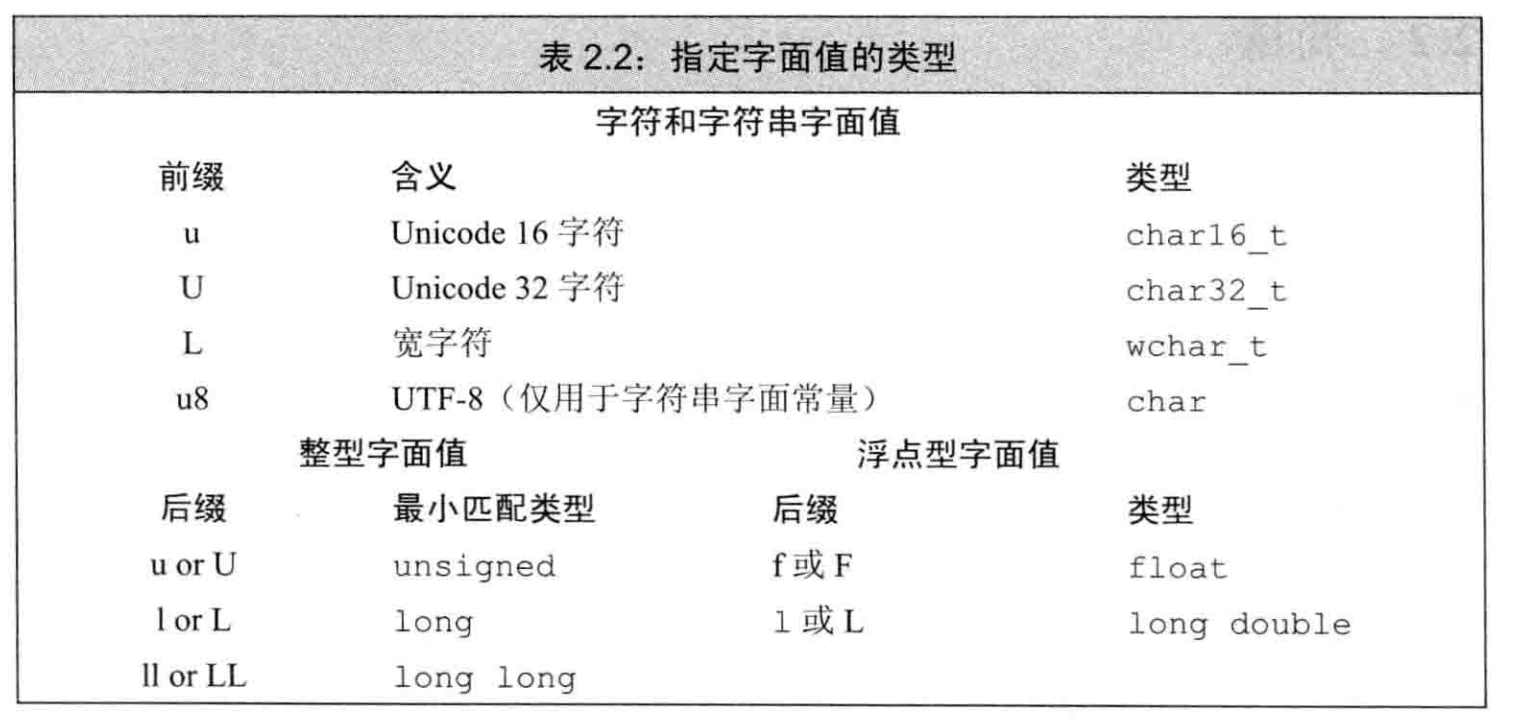 表 2.2：指定字面值的类型
字符和字符串字面值
前缀 含义 类型
u Unicode 16 字符 char16_t
U Unicode 32 字符 char32_t
L 宽字符 wchar_t
u8 UTF-8（仅用于字符串字面常量） char
整型字面值 浮点型字面值
后缀 最小匹配类型 后缀 类型
u or U unsigned f 或 F float
l or L long l 或 L long double
ll or LL long long